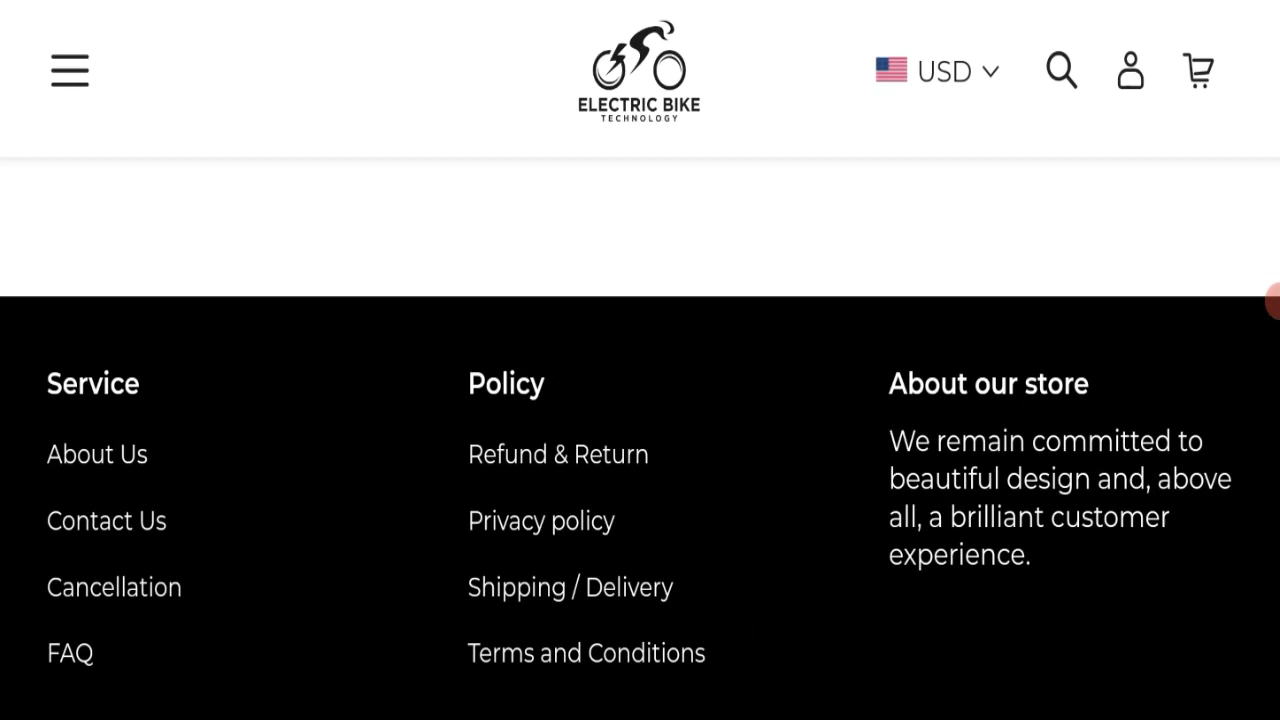 ELECTRIC BIKE
TECHNOLOGY
USD
Service
About Us
Contact Us
Cancellation
FAQ
Policy
Refund & Return
Privacy policy
Shipping / Delivery
Terms and Conditions
About our store
We remain committed to
beautiful design and, above
all, a brilliant customer
experience.